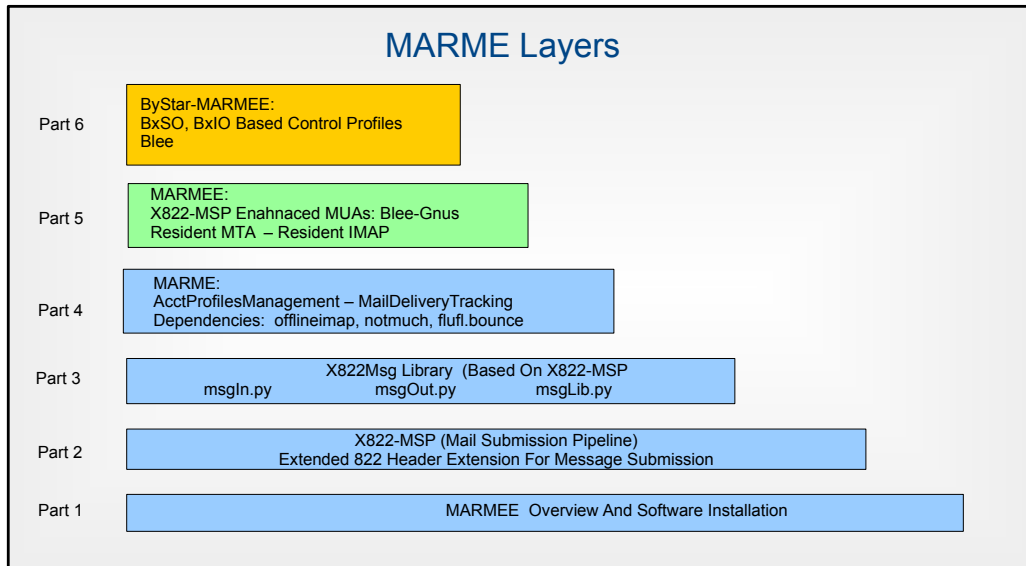 MARME Layers
Part 6
ByStar-MARMEE:
BxSO, BxIO Based Control Profiles
Blee
Part 5
MARMEE:
X822-MSP Enahnaced MUAs: Blee-Gnus
Resident MTA – Resident IMAP
Part 4
MARME:
AcctProfilesManagement – MailDeliveryTracking
Dependencies: offlineimap, notmuch, flufl.bounce
Part 3
X822Msg Library (Based On X822-MSP
msgIn.py msgOut.py msgLib.py
Part 2
X822-MSP (Mail Submission Pipeline)
Extended 822 Header Extension For Message Submission
Part 1
MARMEE Overview And Software Installation